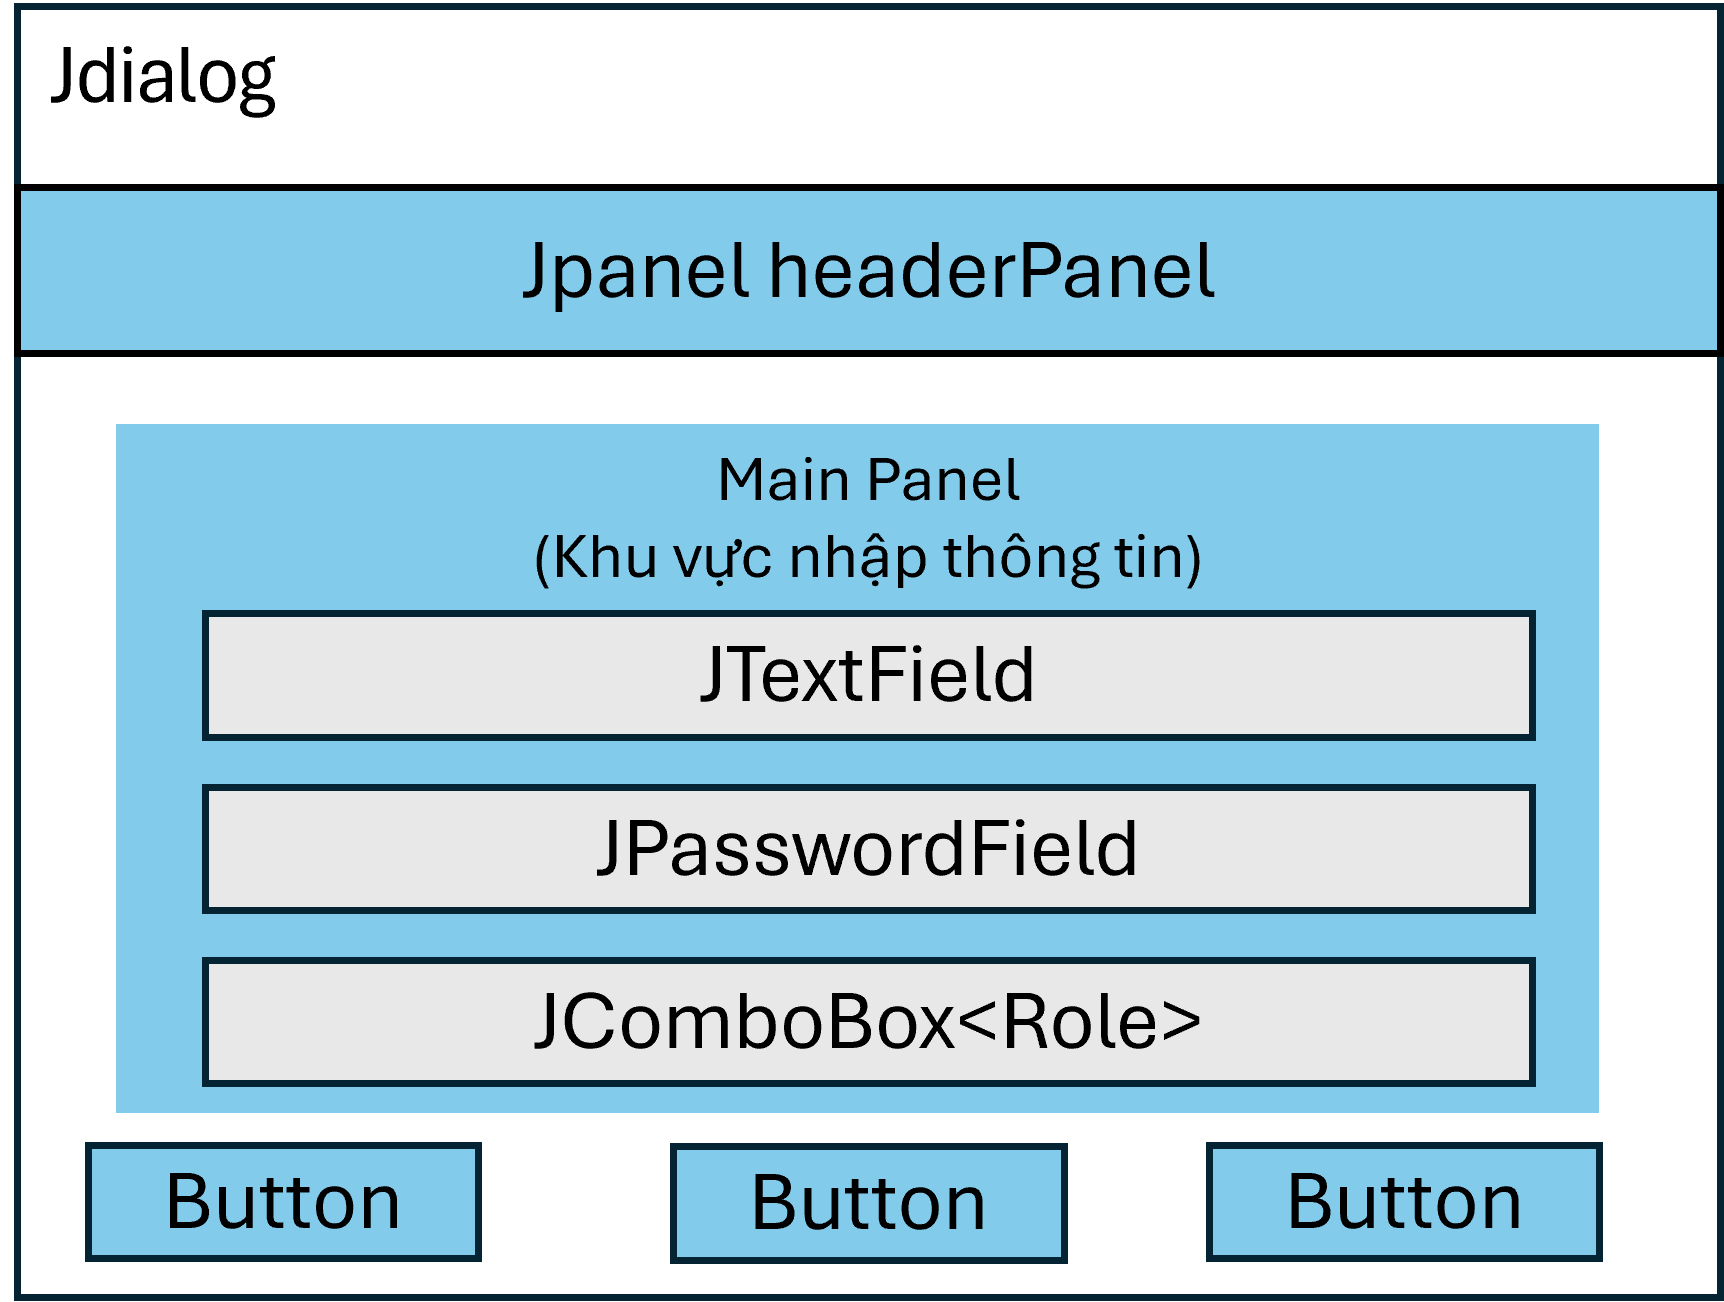 Jdialog
Jpanel headerPanel
Main Panel
(Khu vực nhập thông tin)
JTextField
JPasswordField
JComboBox<Role>
Button
Button
Button